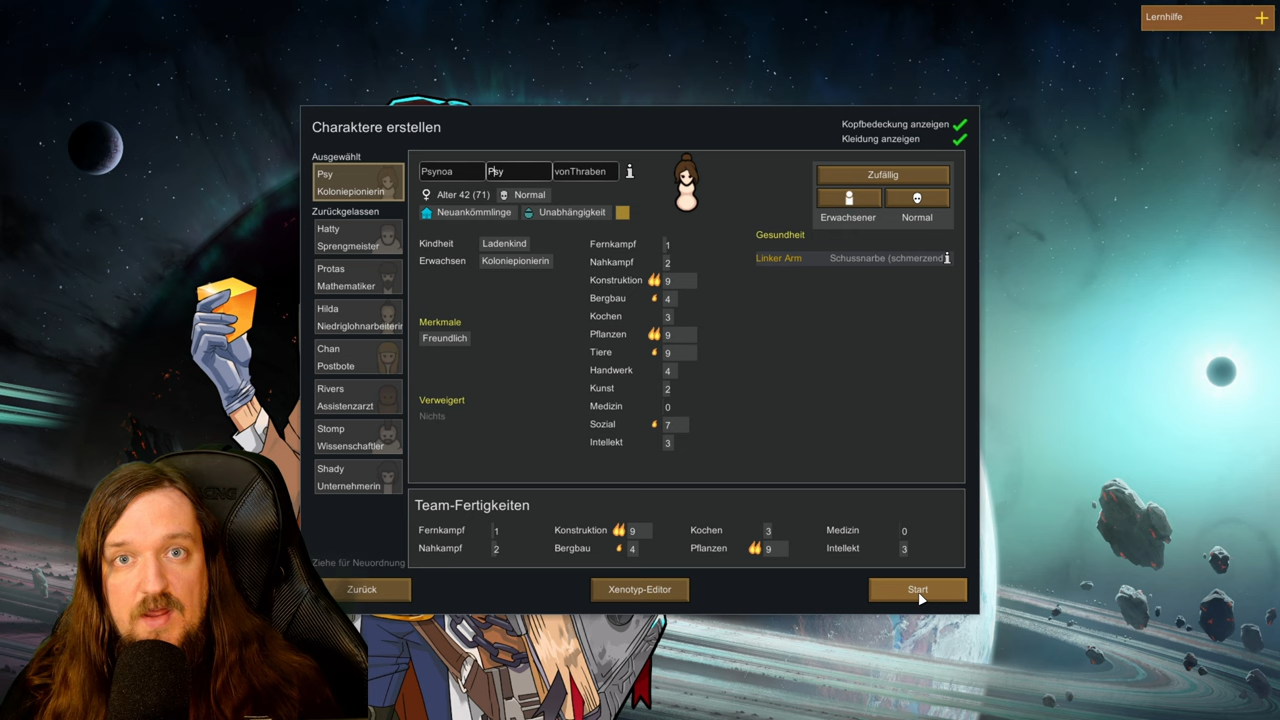 Lernhilfe
Charaktere erstellen
Kopfbedeckung anzeigen
Kleidung anzeigen
Ausgewählt
Psy
Koloniepionierin
Zurückgelassen
Hatty
Sprengmeister
Protas
Mathematiker
Hilda
Niedriglohnarbeiterin
Chan
Postbote
Rivers
Assistenzarzt
Stomp
Wissenschaftler
Shady
Unternehmerin
Ziehe für Neuordnung
Psynoa Psy vonThraben
Alter 42 (71) Normal
Neuankömmlinge Unabhängigkeit
Kindheit Ladenkind
Erwachsen Koloniepionierin
Merkmale
Freundlich
Verweigert
Nichts
Fernkampf 1
Nahkampf 2
Konstruktion 9
Bergbau 4
Kochen 3
Pflanzen 9
Tiere 9
Handwerk 4
Kunst 2
Medizin 0
Sozial 7
Intellekt 3
Zufällig
Erwachsener Normal
Gesundheit
Linker Arm Schussnarbe (schmerzend
Team-Fertigkeiten
Fernkampf 1 Konstruktion 9 Kochen 3 Medizin 0
Nahkampf 2 Bergbau 4 Pflanzen 9 Intellekt 3
Zurück Xenotyp-Editor Start